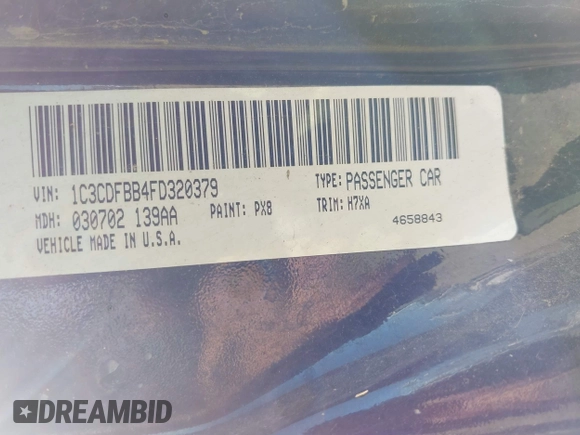 VIN: 1C3CDFBB4FD320379 TYPE: PASSENGER CAR
MDH: 030702 139AA PAINT: PX8 TRIM: H7XA
VEHICLE MADE IN U.S.A. 4658843
DREAMBID